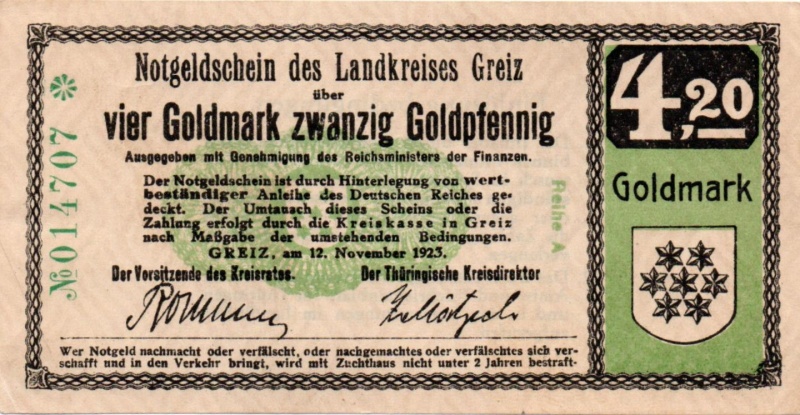 Notgeldschein des Landkreises Greiz
über
vier Goldmark zwanzig Goldpfennig
Ausgegeben mit Genehmigung des Reichsministers der Finanzen.
Der Notgeldschein ist durch Hinterlegung von wert-
beständiger Anleihe des Deutschen Reiches ge-
deckt. Der Umtausch dieses Scheins oder die
Zahlung erfolgt durch die Kreiskasse in Greiz
nach Maßgabe der umstehenden Bedingungen.
GREIZ, am 12. November 1923.
Der Vorsitzende des Kreisrates. Der Thüringische Kreisdirektor
Wer Notgeld nachmacht oder verfälscht, oder nachgemachtes oder verfälschtes sich ver-
schafft und in den Verkehr bringt, wird mit Zuchthaus nicht unter 2 Jahren bestraft.
№ 014707 *
Reihe A
4,20
Goldmark